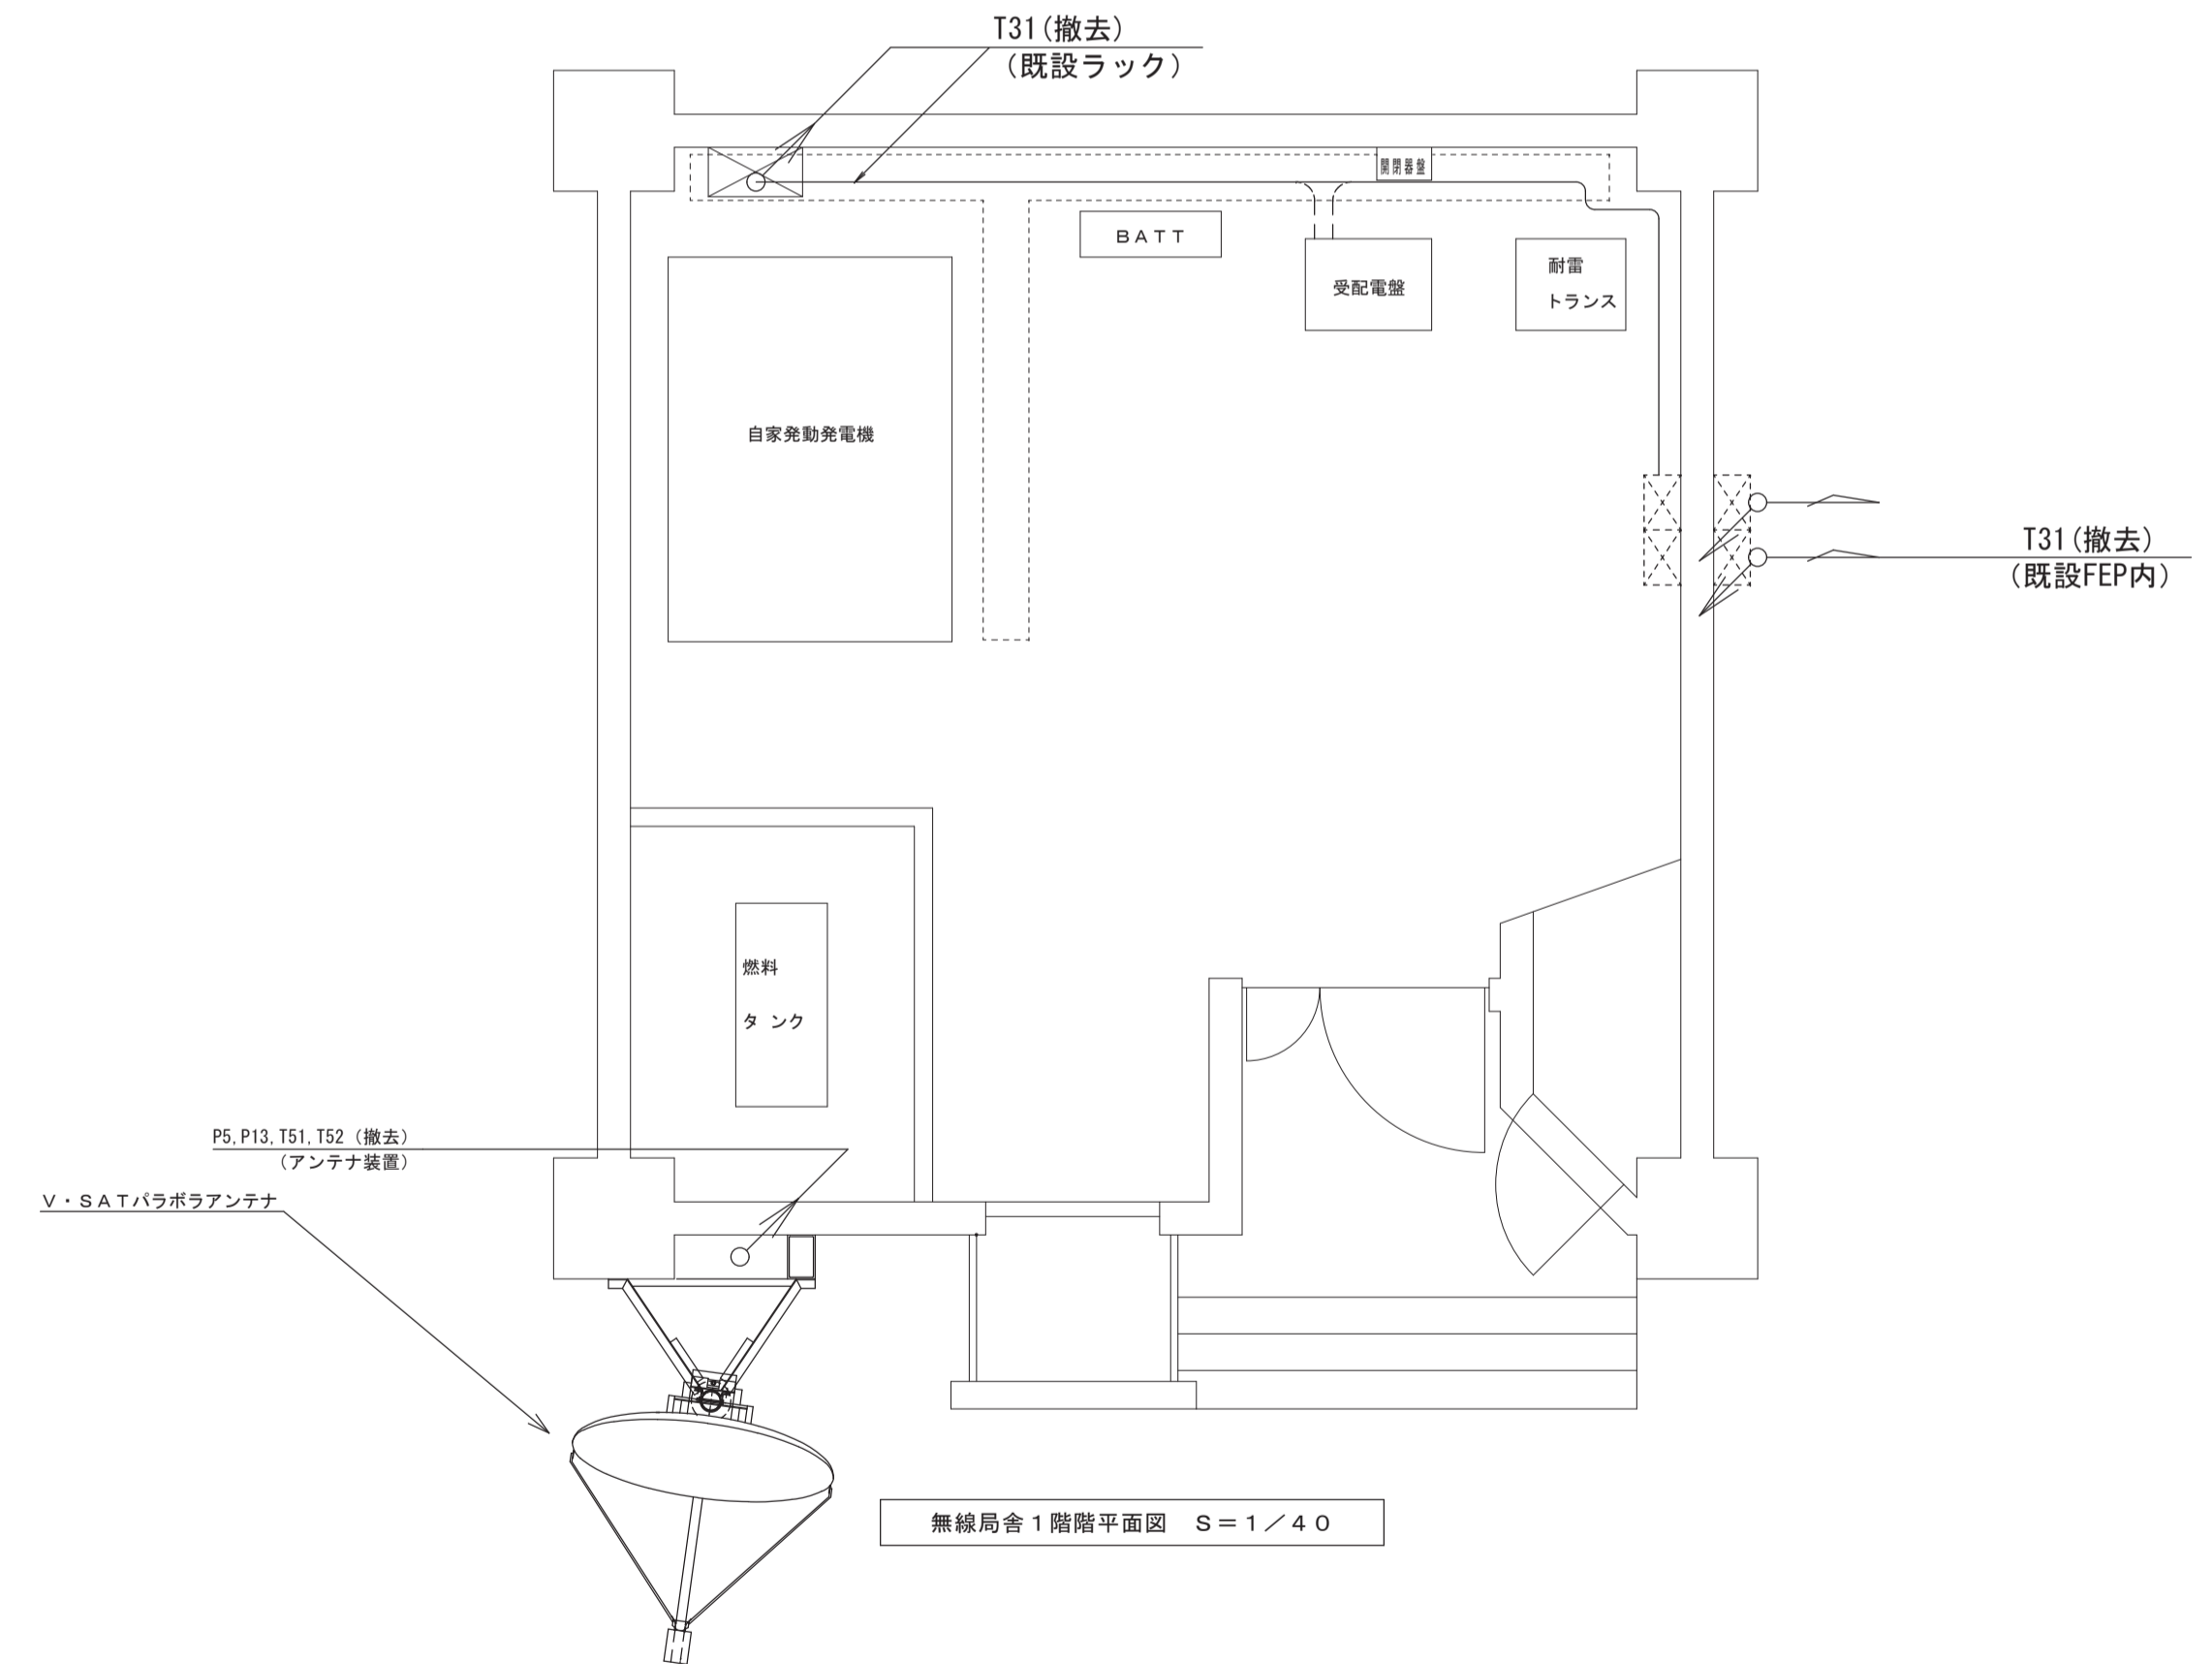 T31(撤去)
(既設ラック)
開閉器盤
BATT
受配電盤
耐雷
トランス
自家発動発電機
T31(撤去)
(既設FEP内)
燃料
タンク
P5,P13,T51,T52 (撤去)
(アンテナ装置)
V・SATパラボラアンテナ
無線局舎1階階平面図 S=1/40